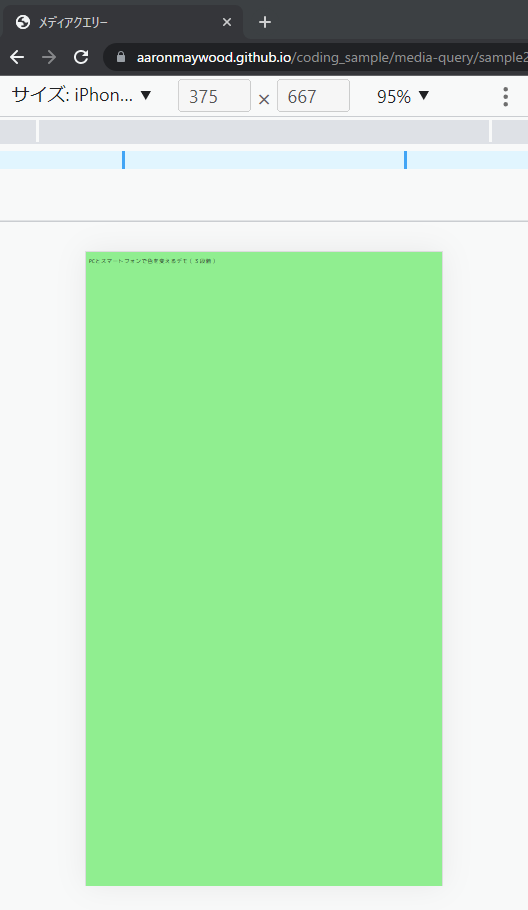 メディアクエリー
aaronmaywood.github.io/coding_sample/media-query/sample2
サイズ: iPhon... ▼ 375 × 667 95% ▼
PCとスマートフォンで色を変えるデモ（３段階）